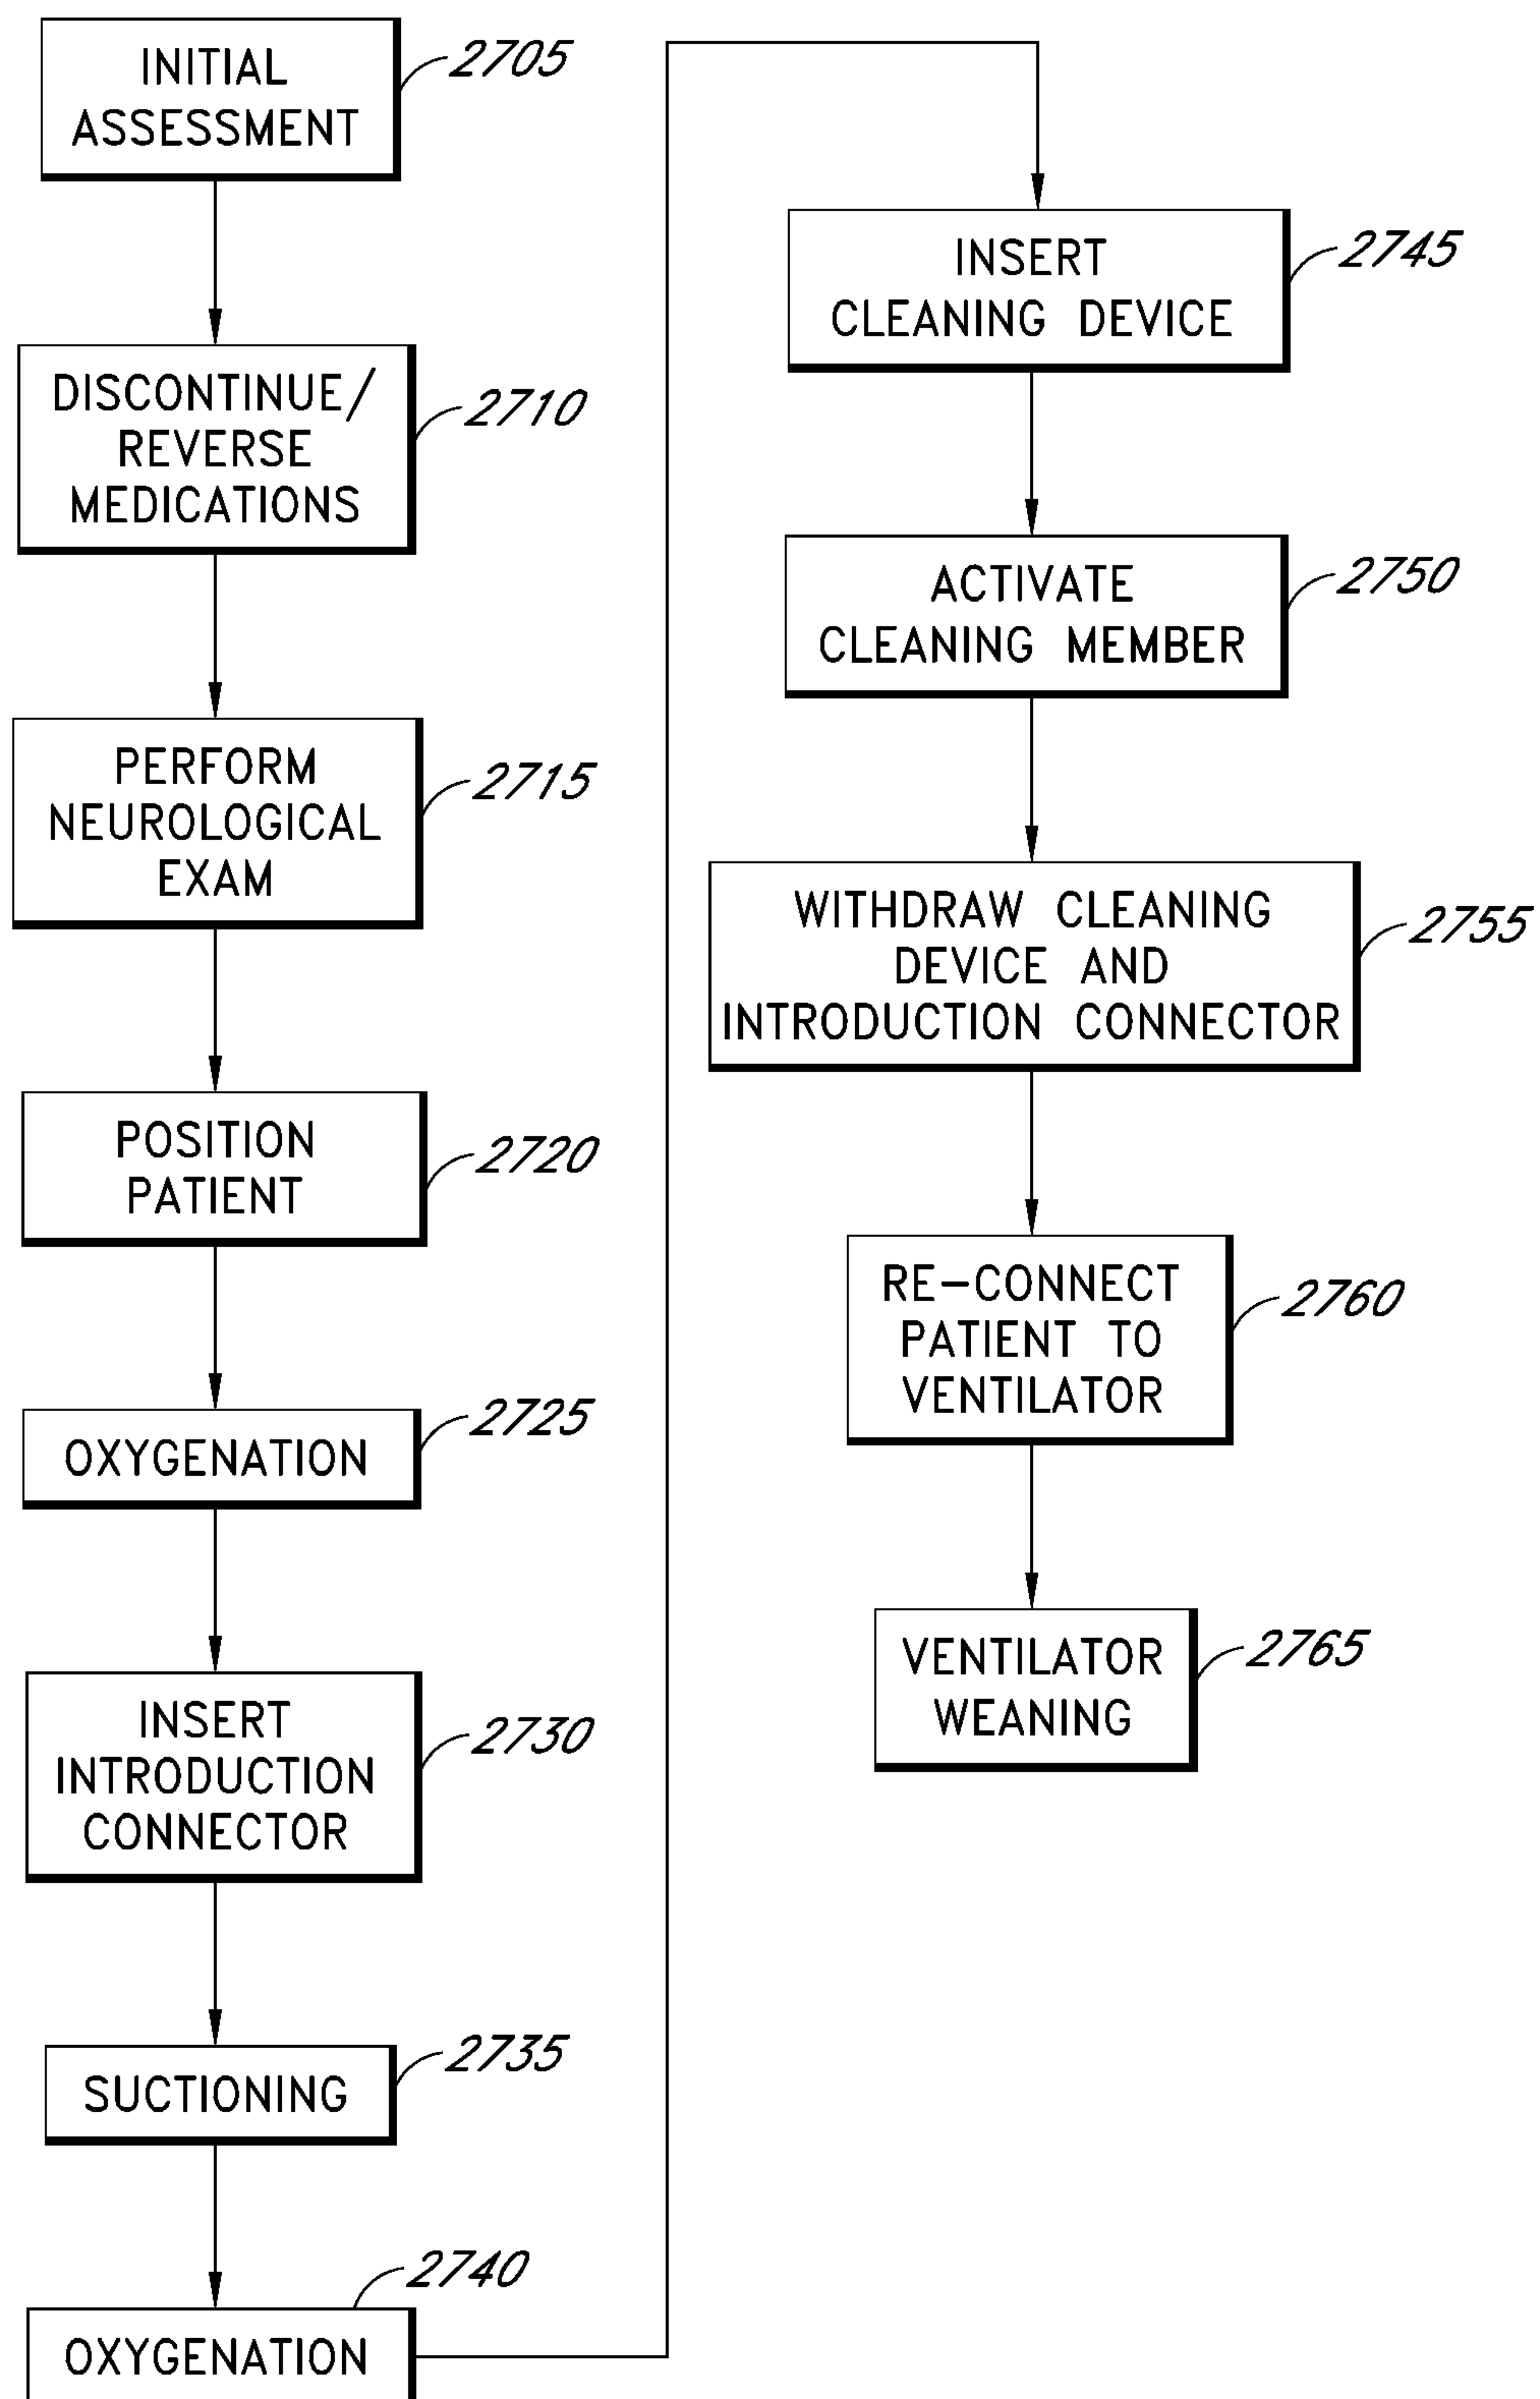 INITIAL
ASSESSMENT
2705
DISCONTINUE/
REVERSE
MEDICATIONS
2710
PERFORM
NEUROLOGICAL
EXAM
2715
POSITION
PATIENT
2720
OXYGENATION
2725
INSERT
INTRODUCTION
CONNECTOR
2730
SUCTIONING
2735
OXYGENATION
2740
INSERT
CLEANING DEVICE
2745
ACTIVATE
CLEANING MEMBER
2750
WITHDRAW CLEANING
DEVICE AND
INTRODUCTION CONNECTOR
2755
RE-CONNECT
PATIENT TO
VENTILATOR
2760
VENTILATOR
WEANING
2765